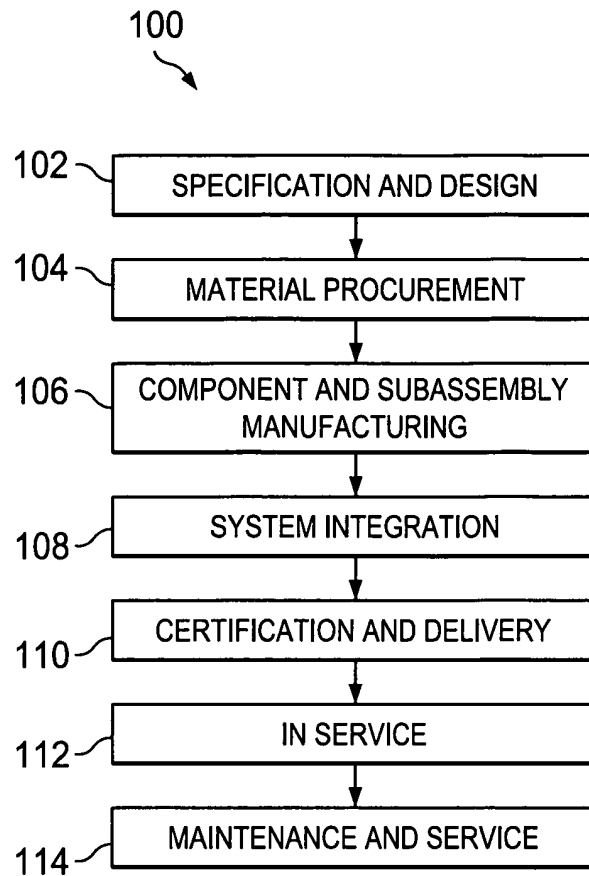 100
102
SPECIFICATION AND DESIGN
104
MATERIAL PROCUREMENT
106
COMPONENT AND SUBASSEMBLY
MANUFACTURING
108
SYSTEM INTEGRATION
110
CERTIFICATION AND DELIVERY
112
IN SERVICE
114
MAINTENANCE AND SERVICE